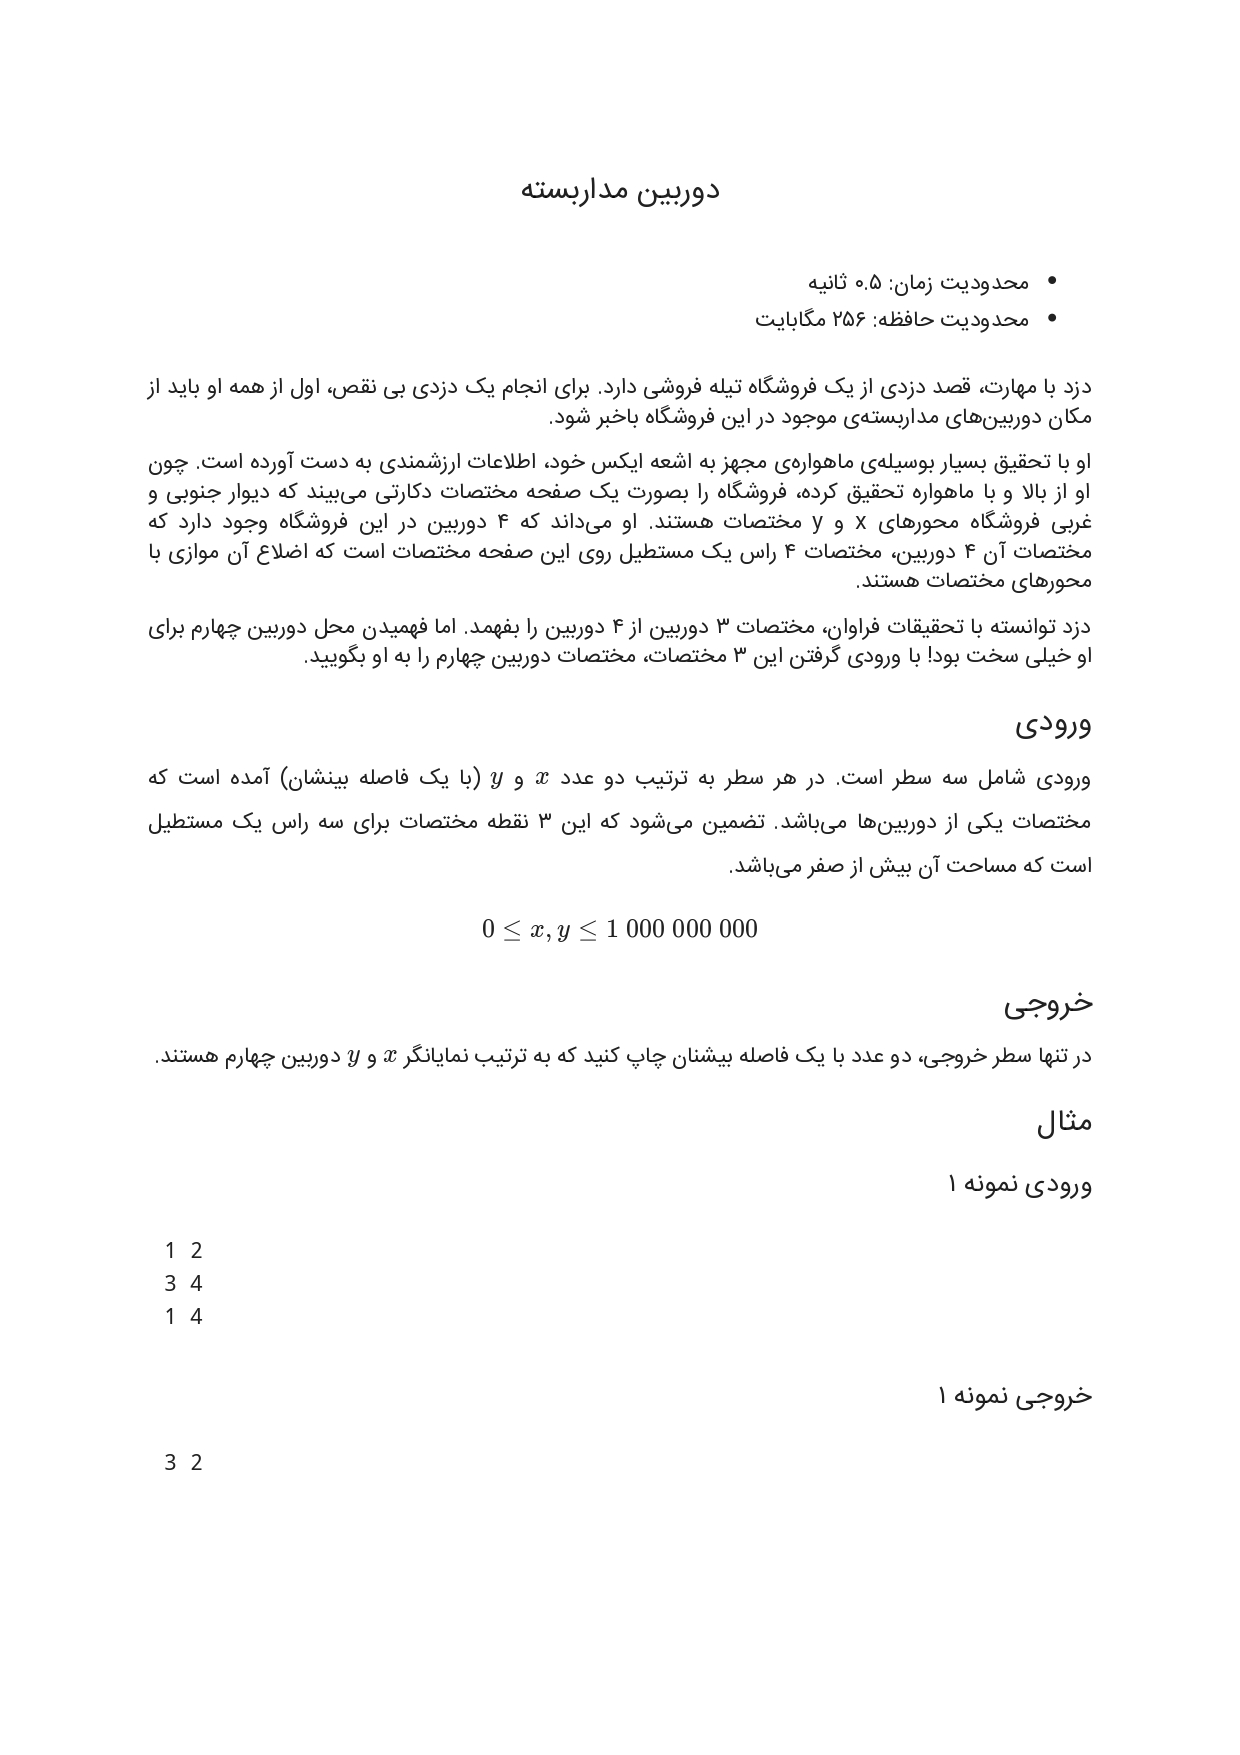 دوربین مداربسته
• محدودیت زمان: ۰.۵ ثانیه
• محدودیت حافظه: ۲۵۶ مگابایت
دزد با مهارت، قصد دزدی از یک فروشگاه تیله فروشی دارد. برای انجام یک دزدی بی نقص، اول از همه او باید از
مکان دوربین‌های مداربسته‌ی موجود در این فروشگاه باخبر شود.
او با تحقیق بسیار بوسیله‌ی ماهواره‌ی مجهز به اشعه ایکس خود، اطلاعات ارزشمندی به دست آورده است. چون
او از بالا و با ماهواره تحقیق کرده، فروشگاه را بصورت یک صفحه مختصات دکارتی می‌بیند که دیوار جنوبی و
غربی فروشگاه محورهای x و y مختصات هستند. او می‌داند که ۴ دوربین در این فروشگاه وجود دارد که
مختصات آن ۴ دوربین، مختصات ۴ راس یک مستطیل روی این صفحه مختصات است که اضلاع آن موازی با
محورهای مختصات هستند.
دزد توانسته با تحقیقات فراوان، مختصات ۳ دوربین از ۴ دوربین را بفهمد. اما فهمیدن محل دوربین چهارم برای
او خیلی سخت بود! با ورودی گرفتن این ۳ مختصات، مختصات دوربین چهارم را به او بگویید.
ورودی
ورودی شامل سه سطر است. در هر سطر به ترتیب دو عدد x و y (با یک فاصله بینشان) آمده است که
مختصات یکی از دوربین‌ها می‌باشد. تضمین می‌شود که این ۳ نقطه مختصات برای سه راس یک مستطیل
است که مساحت آن بیش از صفر می‌باشد.
0 ≤ x, y ≤ 1 000 000 000
خروجی
در تنها سطر خروجی، دو عدد با یک فاصله بیشنان چاپ کنید که به ترتیب نمایانگر x و y دوربین چهارم هستند.
مثال
ورودی نمونه ۱
1 2
3 4
1 4
خروجی نمونه ۱
3 2